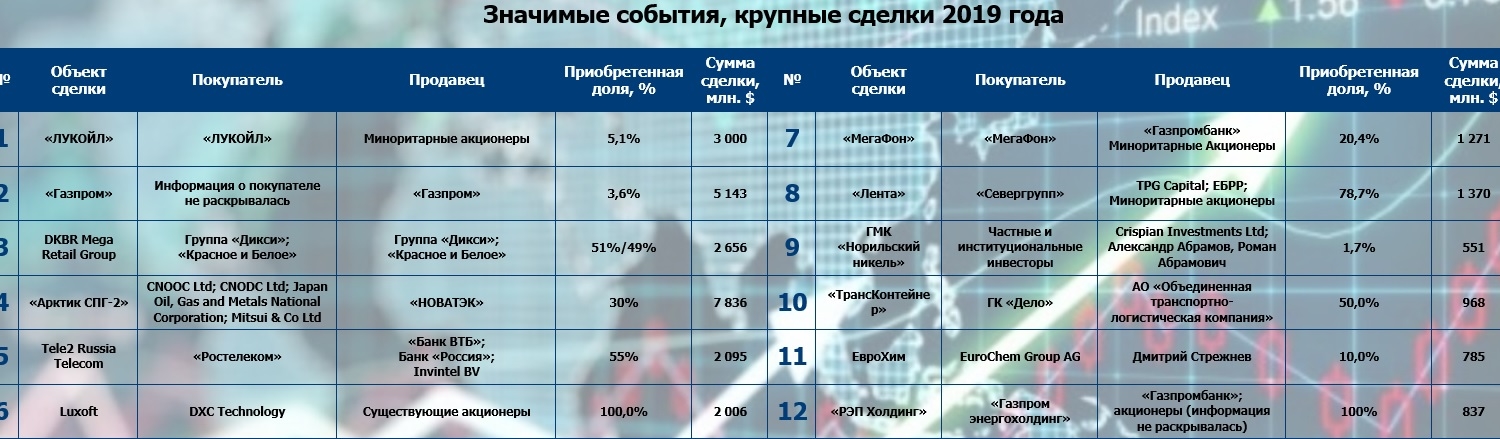 Значимые события, крупные сделки 2019 года
Index ▲1.56
№ Объект сделки Покупатель Продавец Приобретенная доля, % Сумма сделки, млн. $ № Объект сделки Покупатель Продавец Приобретенная доля, % Сумма сделки, млн. $
1 «ЛУКОЙЛ» «ЛУКОЙЛ» Миноритарные акционеры 5,1% 3 000 7 «МегаФон» «МегаФон» «Газпромбанк» Миноритарные Акционеры 20,4% 1 271
2 «Газпром» Информация о покупателе не раскрывалась «Газпром» 3,6% 5 143 8 «Лента» «Севергрупп» TPG Capital; ЕБРР; Миноритарные акционеры 78,7% 1 370
3 DKBR Mega Retail Group Группа «Дикси»; «Красное и Белое» Группа «Дикси»; «Красное и Белое» 51%/49% 2 656 9 ГМК «Норильский никель» Частные и институциональные инвесторы Crispian Investments Ltd; Александр Абрамов, Роман Абрамович 1,7% 551
4 «Арктик СПГ-2» CNOOC Ltd; CNODC Ltd; Japan Oil, Gas and Metals National Corporation; Mitsui & Co Ltd «НОВАТЭК» 30% 7 836 10 «ТрансКонтейнер» ГК «Дело» АО «Объединенная транспортно-логистическая компания» 50,0% 968
5 Tele2 Russia Telecom «Ростелеком» «Банк ВТБ»; Банк «Россия»; Invintel BV 55% 2 095 11 ЕвроХим EuroChem Group AG Дмитрий Стрежнев 10,0% 785
6 Luxoft DXC Technology Существующие акционеры 100,0% 2 006 12 «РЭП Холдинг» «Газпром энергохолдинг» «Газпромбанк»; акционеры (информация не раскрывалась) 100% 837